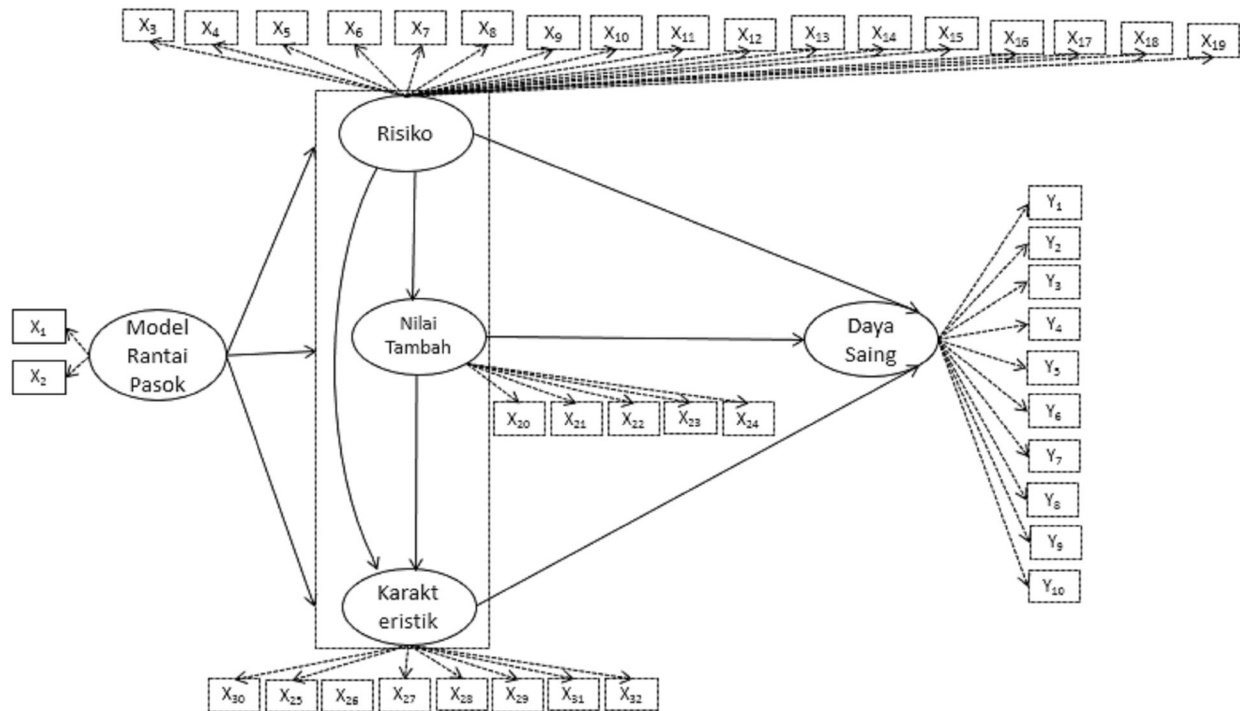 X₃ X₄ X₅ X₆ X₇ X₈ X₉ X₁₀ X₁₁ X₁₂ X₁₃ X₁₄ X₁₅ X₁₆ X₁₇ X₁₈ X₁₉
Risiko
Y₁
Y₂
Y₃
X₁
X₂
Model
Rantai
Pasok
Nilai
Tambah
Daya
Saing
Y₄
Y₅
Y₆
X₂₀ X₂₁ X₂₂ X₂₃ X₂₄
Y₇
Y₈
Y₉
Y₁₀
Karakt
eristik
X₃₀ X₂₅ X₂₆ X₂₇ X₂₈ X₂₉ X₃₁ X₃₂